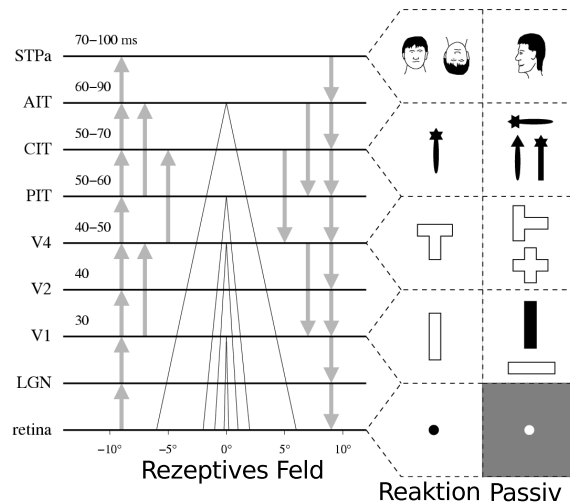 70–100 ms
STPa
60–90
AIT
50–70
CIT
50–60
PIT
40–50
V4
40
V2
30
V1
LGN
retina
−10° −5° 0° 5° 10°
Rezeptives Feld
Reaktion Passiv